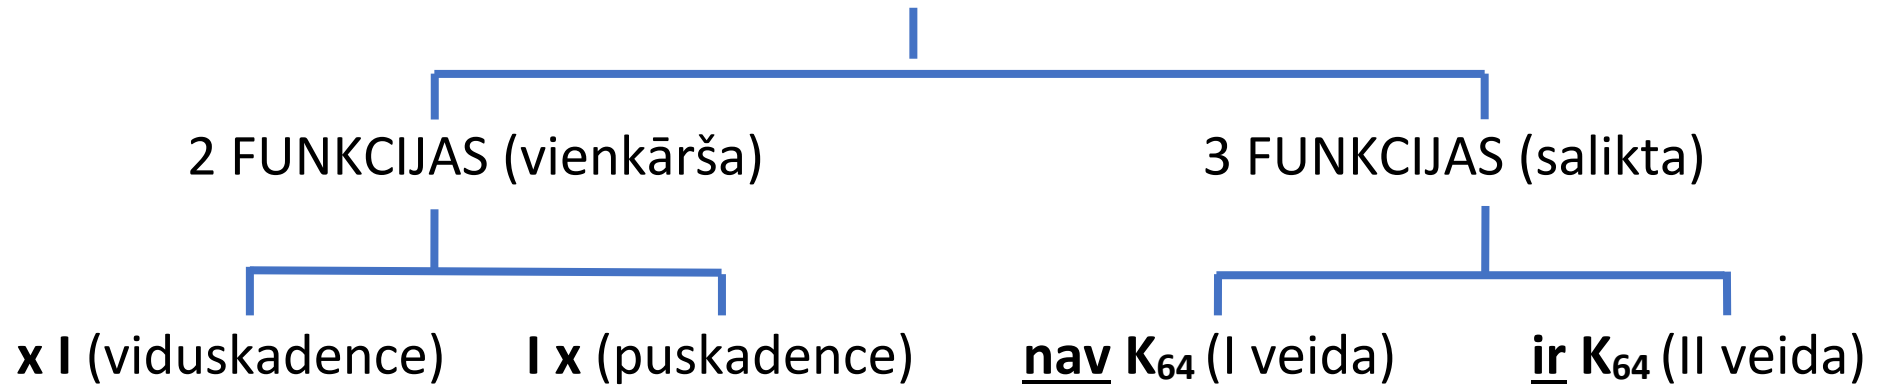 2 FUNKCIJAS (vienkārša) 3 FUNKCIJAS (salikta)
x I (viduskadence) I x (puskadence) nav K64 (I veida) ir K64 (II veida)